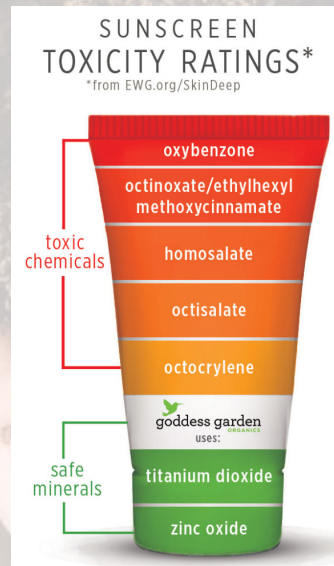 SUNSCREEN
TOXICITY RATINGS*
*from EWG.org/SkinDeep
oxybenzone
octinoxate/ethylhexyl
methoxycinnamate
toxic
chemicals
homosalate
octisalate
octocrylene
goddess garden
ORGANICS
uses:
safe
minerals
titanium dioxide
zinc oxide